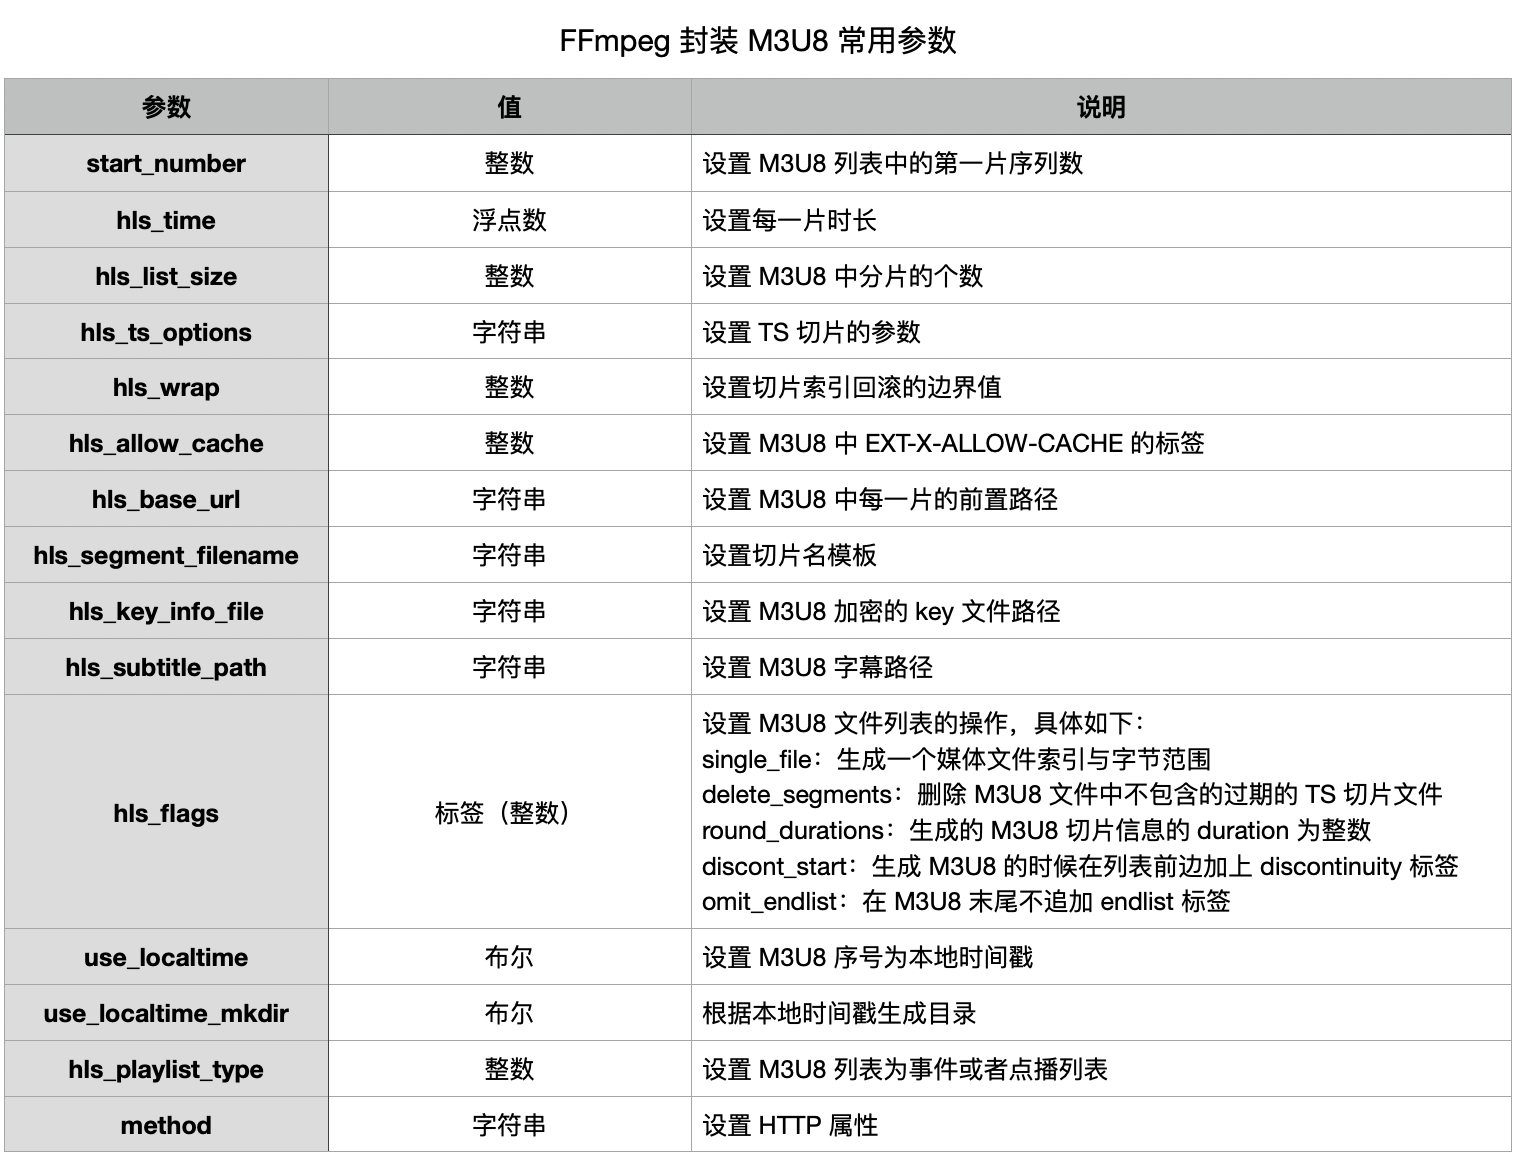 FFmpeg 封装 M3U8 常用参数
参数 值 说明
start_number 整数 设置 M3U8 列表中的第一片序列数
hls_time 浮点数 设置每一片时长
hls_list_size 整数 设置 M3U8 中分片的个数
hls_ts_options 字符串 设置 TS 切片的参数
hls_wrap 整数 设置切片索引回滚的边界值
hls_allow_cache 整数 设置 M3U8 中 EXT-X-ALLOW-CACHE 的标签
hls_base_url 字符串 设置 M3U8 中每一片的前置路径
hls_segment_filename 字符串 设置切片名模板
hls_key_info_file 字符串 设置 M3U8 加密的 key 文件路径
hls_subtitle_path 字符串 设置 M3U8 字幕路径
hls_flags 标签（整数） 设置 M3U8 文件列表的操作，具体如下：
single_file：生成一个媒体文件索引与字节范围
delete_segments：删除 M3U8 文件中不包含的过期的 TS 切片文件
round_durations：生成的 M3U8 切片信息的 duration 为整数
discont_start：生成 M3U8 的时候在列表前边加上 discontinuity 标签
omit_endlist：在 M3U8 末尾不追加 endlist 标签
use_localtime 布尔 设置 M3U8 序号为本地时间戳
use_localtime_mkdir 布尔 根据本地时间戳生成目录
hls_playlist_type 整数 设置 M3U8 列表为事件或者点播列表
method 字符串 设置 HTTP 属性